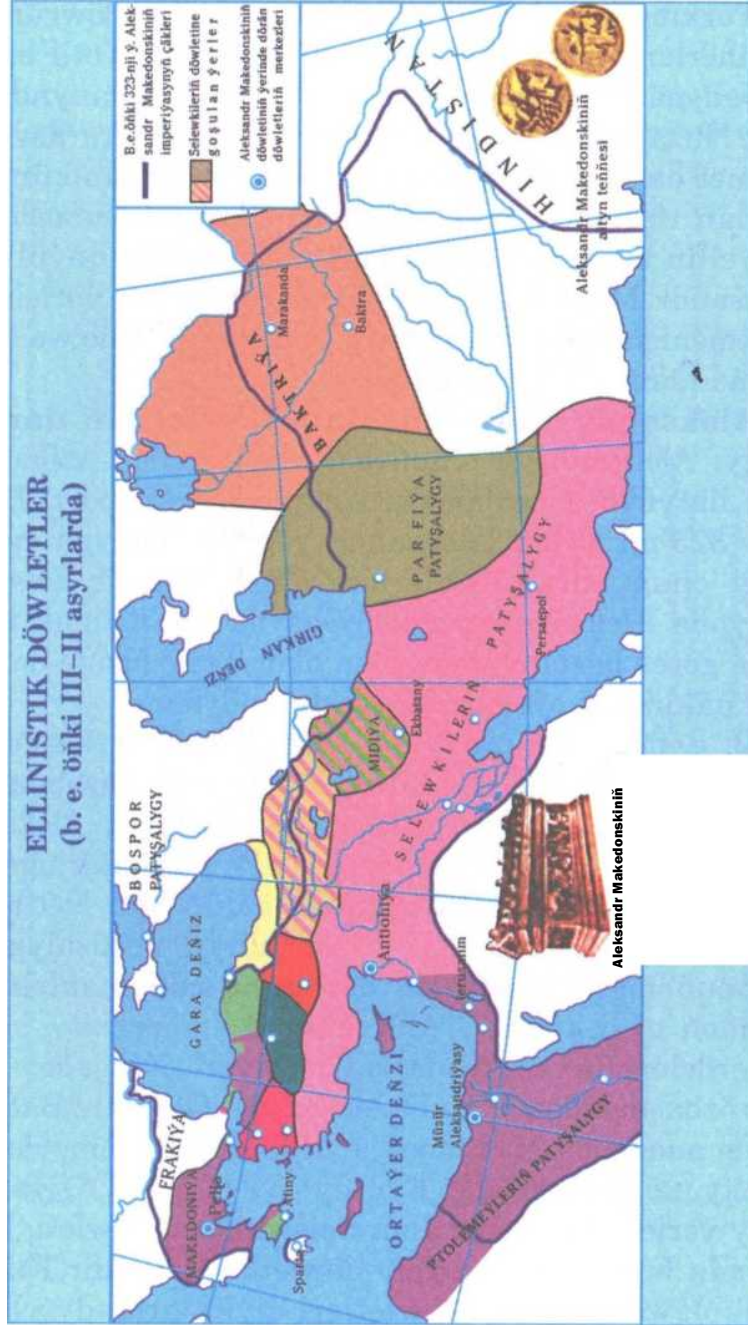 ELLINISTIK DÖWLETLER
(b. e. öňki III–II asyrlarda)
B.e.öňki 323-nji ý. Alek-
sandr Makedonskiniň
imperiýasynyň çäkleri
Selewkileriň döwletine
goşulan ýerler
Aleksandr Makedonskiniň
döwletiniň ýerinde dörän
döwletleriň merkezleri
BOSPOR
PATYŞALYGY
GARA DEŇIZ
FRAKIÝA
MAKEDONIÝA
Pella
Afiny
Sparta
ORTAÝER DEŇZI
Müsür
Aleksandriýasy
PTOLEMEÝLERIŇ PATYŞALYGY
Ierusalim
Antiohiýa
SELEWKILERIŇ PATYŞALYGY
MIDIÝA
Ekbatany
Persaepol
GIRKAN
DEŇZI
PARFIÝA
PATYŞALYGY
BAKTRIÝA
Marakanda
Baktra
HINDISTAN
Aleksandr Makedonskiniň
altyn teňňesi
Aleksandr Makedonskiniň